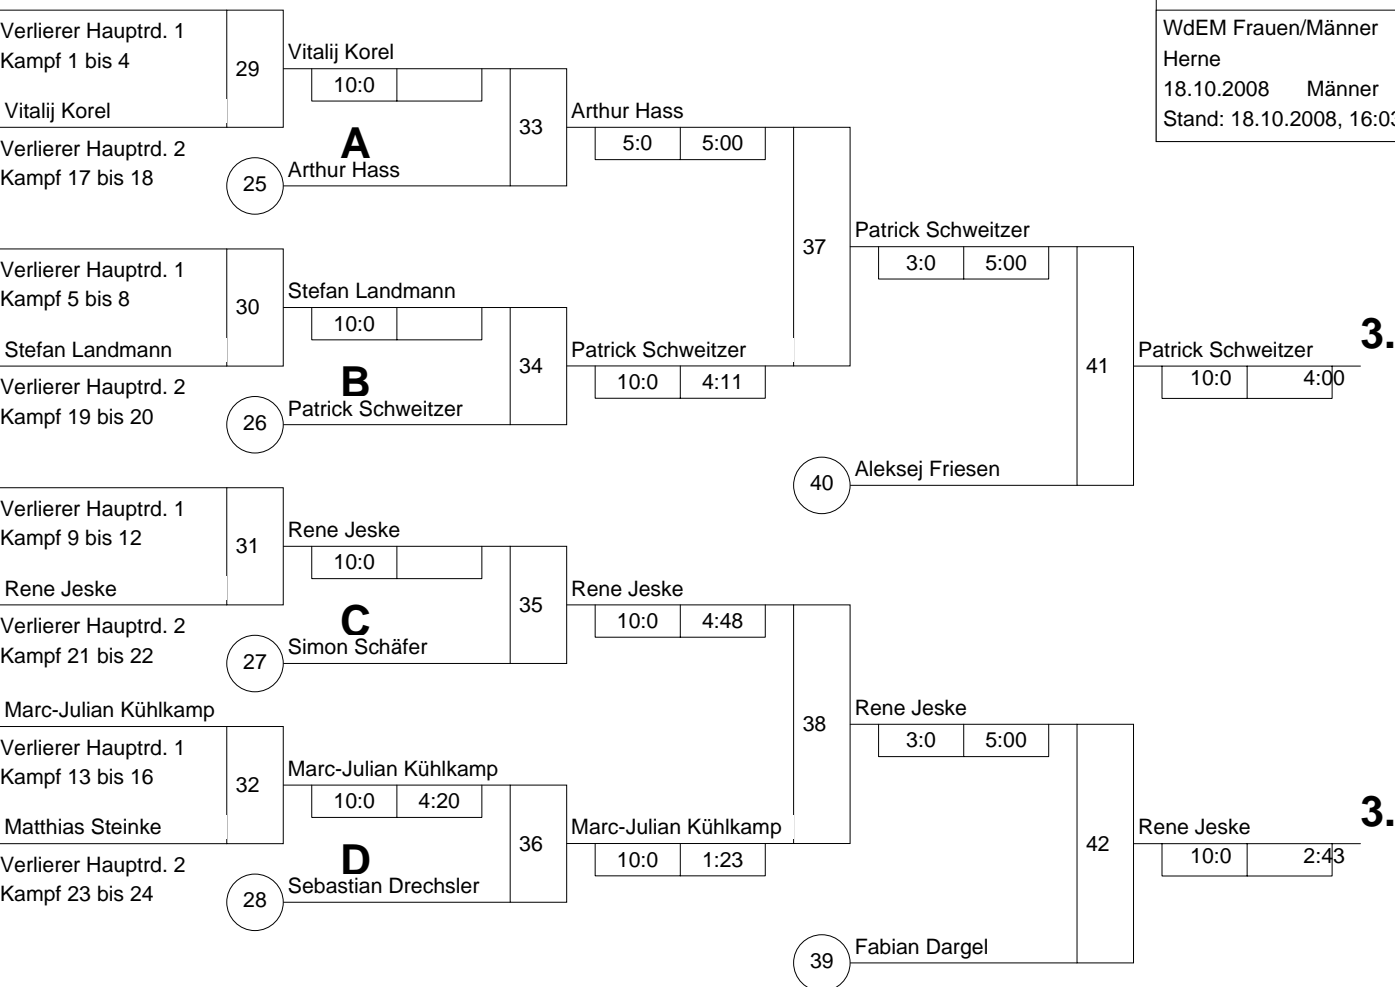 WdEM Frauen/Männer
Herne
18.10.2008 Männer
Stand: 18.10.2008, 16:03
Verlierer Hauptrd. 1
Kampf 1 bis 4
29
Vitalij Korel
10:0
Vitalij Korel
Verlierer Hauptrd. 2
Kampf 17 bis 18
A
25
Arthur Hass
33
Arthur Hass
5:0 5:00
Verlierer Hauptrd. 1
Kampf 5 bis 8
30
Stefan Landmann
10:0
Stefan Landmann
Verlierer Hauptrd. 2
Kampf 19 bis 20
B
26
Patrick Schweitzer
34
Patrick Schweitzer
10:0 4:11
37
Patrick Schweitzer
3:0 5:00
40
Aleksej Friesen
41
Patrick Schweitzer
10:0 4:00
3.
Verlierer Hauptrd. 1
Kampf 9 bis 12
31
Rene Jeske
10:0
Rene Jeske
Verlierer Hauptrd. 2
Kampf 21 bis 22
C
27
Simon Schäfer
35
Rene Jeske
10:0 4:48
Marc-Julian Kühlkamp
Verlierer Hauptrd. 1
Kampf 13 bis 16
32
Marc-Julian Kühlkamp
10:0 4:20
Matthias Steinke
Verlierer Hauptrd. 2
Kampf 23 bis 24
D
28
Sebastian Drechsler
36
Marc-Julian Kühlkamp
10:0 1:23
38
Rene Jeske
3:0 5:00
39
Fabian Dargel
42
Rene Jeske
10:0 2:43
3.